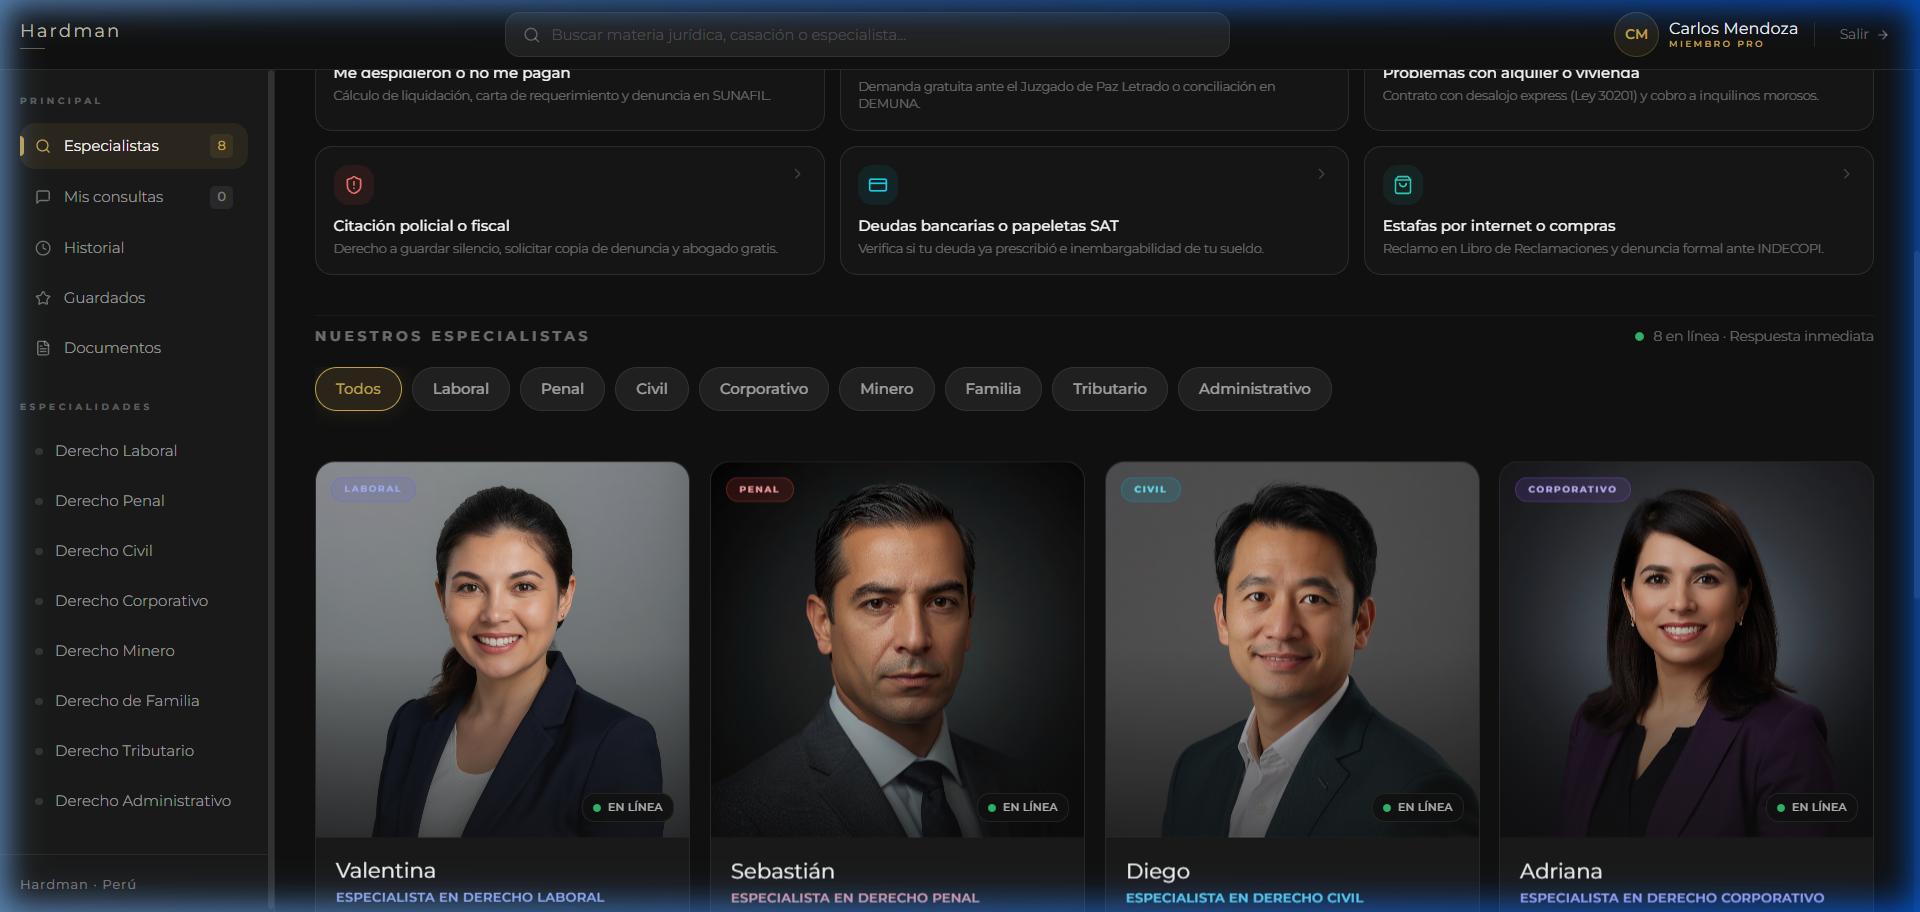 Hardman
Buscar materia jurídica, casación o especialista...
CM
Carlos Mendoza
MIEMBRO PRO
Salir
PRINCIPAL
Especialistas
8
Mis consultas
0
Historial
Guardados
Documentos
ESPECIALIDADES
Derecho Laboral
Derecho Penal
Derecho Civil
Derecho Corporativo
Derecho Minero
Derecho de Familia
Derecho Tributario
Derecho Administrativo
Hardman · Perú
Me despidieron o no me pagan
Cálculo de liquidación, carta de requerimiento y denuncia en SUNAFIL.
Demanda gratuita ante el Juzgado de Paz Letrado o conciliación en
DEMUNA.
Problemas con alquiler o vivienda
Contrato con desalojo express (Ley 30201) y cobro a inquilinos morosos.
Citación policial o fiscal
Derecho a guardar silencio, solicitar copia de denuncia y abogado gratis.
Deudas bancarias o papeletas SAT
Verifica si tu deuda ya prescribió e inembargabilidad de tu sueldo.
Estafas por internet o compras
Reclamo en Libro de Reclamaciones y denuncia formal ante INDECOPI.
NUESTROS ESPECIALISTAS
8 en línea · Respuesta inmediata
Todos
Laboral
Penal
Civil
Corporativo
Minero
Familia
Tributario
Administrativo
LABORAL
EN LÍNEA
Valentina
ESPECIALISTA EN DERECHO LABORAL
PENAL
EN LÍNEA
Sebastián
ESPECIALISTA EN DERECHO PENAL
CIVIL
EN LÍNEA
Diego
ESPECIALISTA EN DERECHO CIVIL
CORPORATIVO
EN LÍNEA
Adriana
ESPECIALISTA EN DERECHO CORPORATIVO